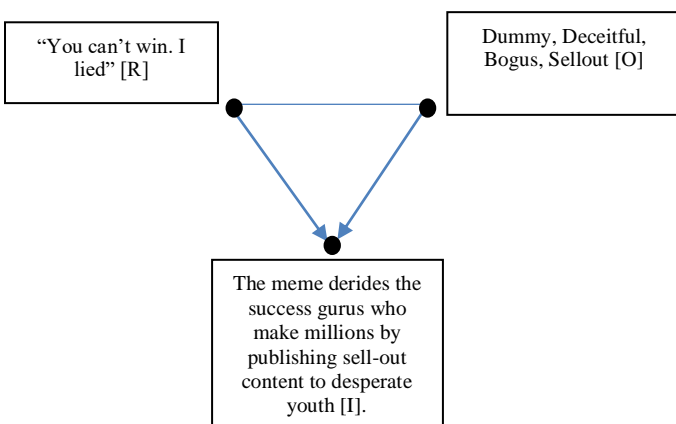 “You can’t win. I
lied” [R]
Dummy, Deceitful,
Bogus, Sellout [O]
The meme derides the
success gurus who
make millions by
publishing sell-out
content to desperate
youth [I].